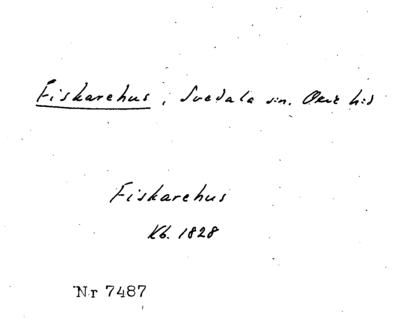 Fiskarehus, Svedala sn. Oxie hd
Fiskarehus
Kb. 1828
Nr 7487